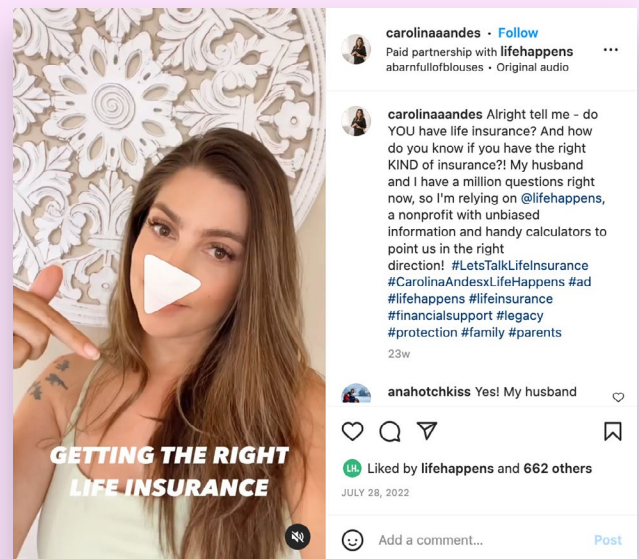 GETTING THE RIGHT
LIFE INSURANCE
carolinaaandes • Follow
Paid partnership with lifehappens
abarnfullofblouses • Original audio
carolinaaandes Alright tell me - do
YOU have life insurance? And how
do you know if you have the right
KIND of insurance?! My husband
and I have a million questions right
now, so I'm relying on @lifehappens,
a nonprofit with unbiased
information and handy calculators to
point us in the right
direction! #LetsTalkLifeInsurance
#CarolinaAndesxLifeHappens #ad
#lifehappens #lifeinsurance
#financialsupport #legacy
#protection #family #parents
23w
anahotchkiss Yes! My husband
LH. Liked by lifehappens and 662 others
JULY 28, 2022
Add a comment... Post